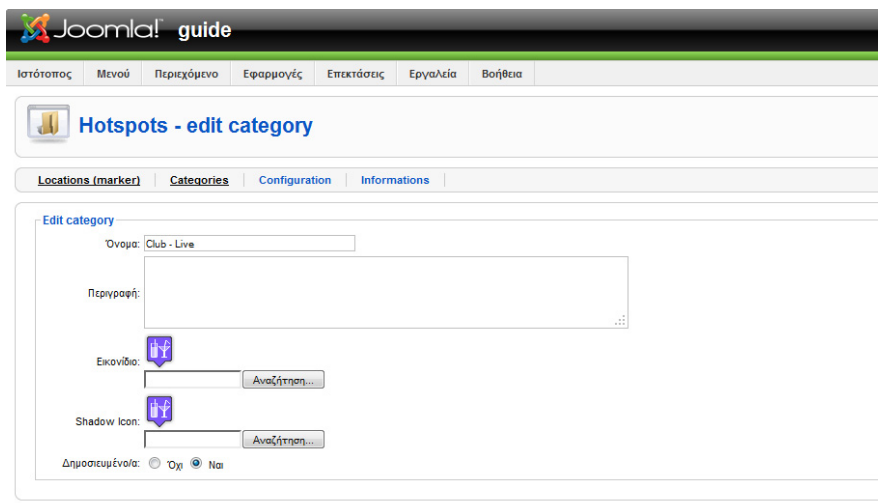 Joomla! guide
Ιστότοπος Μενού Περιεχόμενο Εφαρμογές Επεκτάσεις Εργαλεία Βοήθεια
Hotspots - edit category
Locations (marker) Categories Configuration Informations
Edit category
Όνομα: Club - Live
Περιγραφή:
Εικονίδιο:
Αναζήτηση...
Shadow Icon:
Αναζήτηση...
Δημοσιευμένο/α: Όχι Ναι